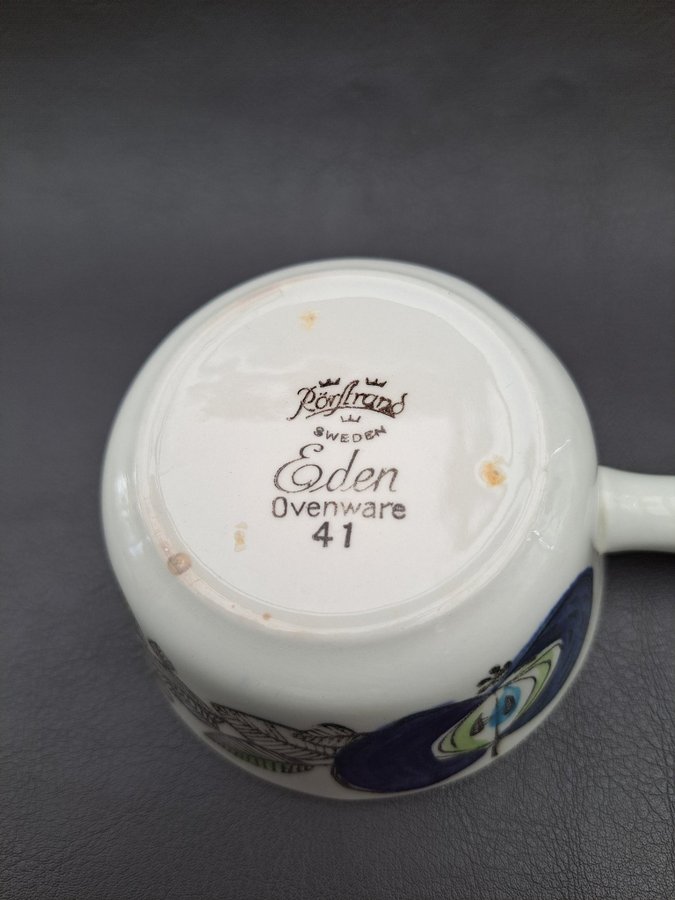 Rörstrand
SWEDEN
Eden
Ovenware
41